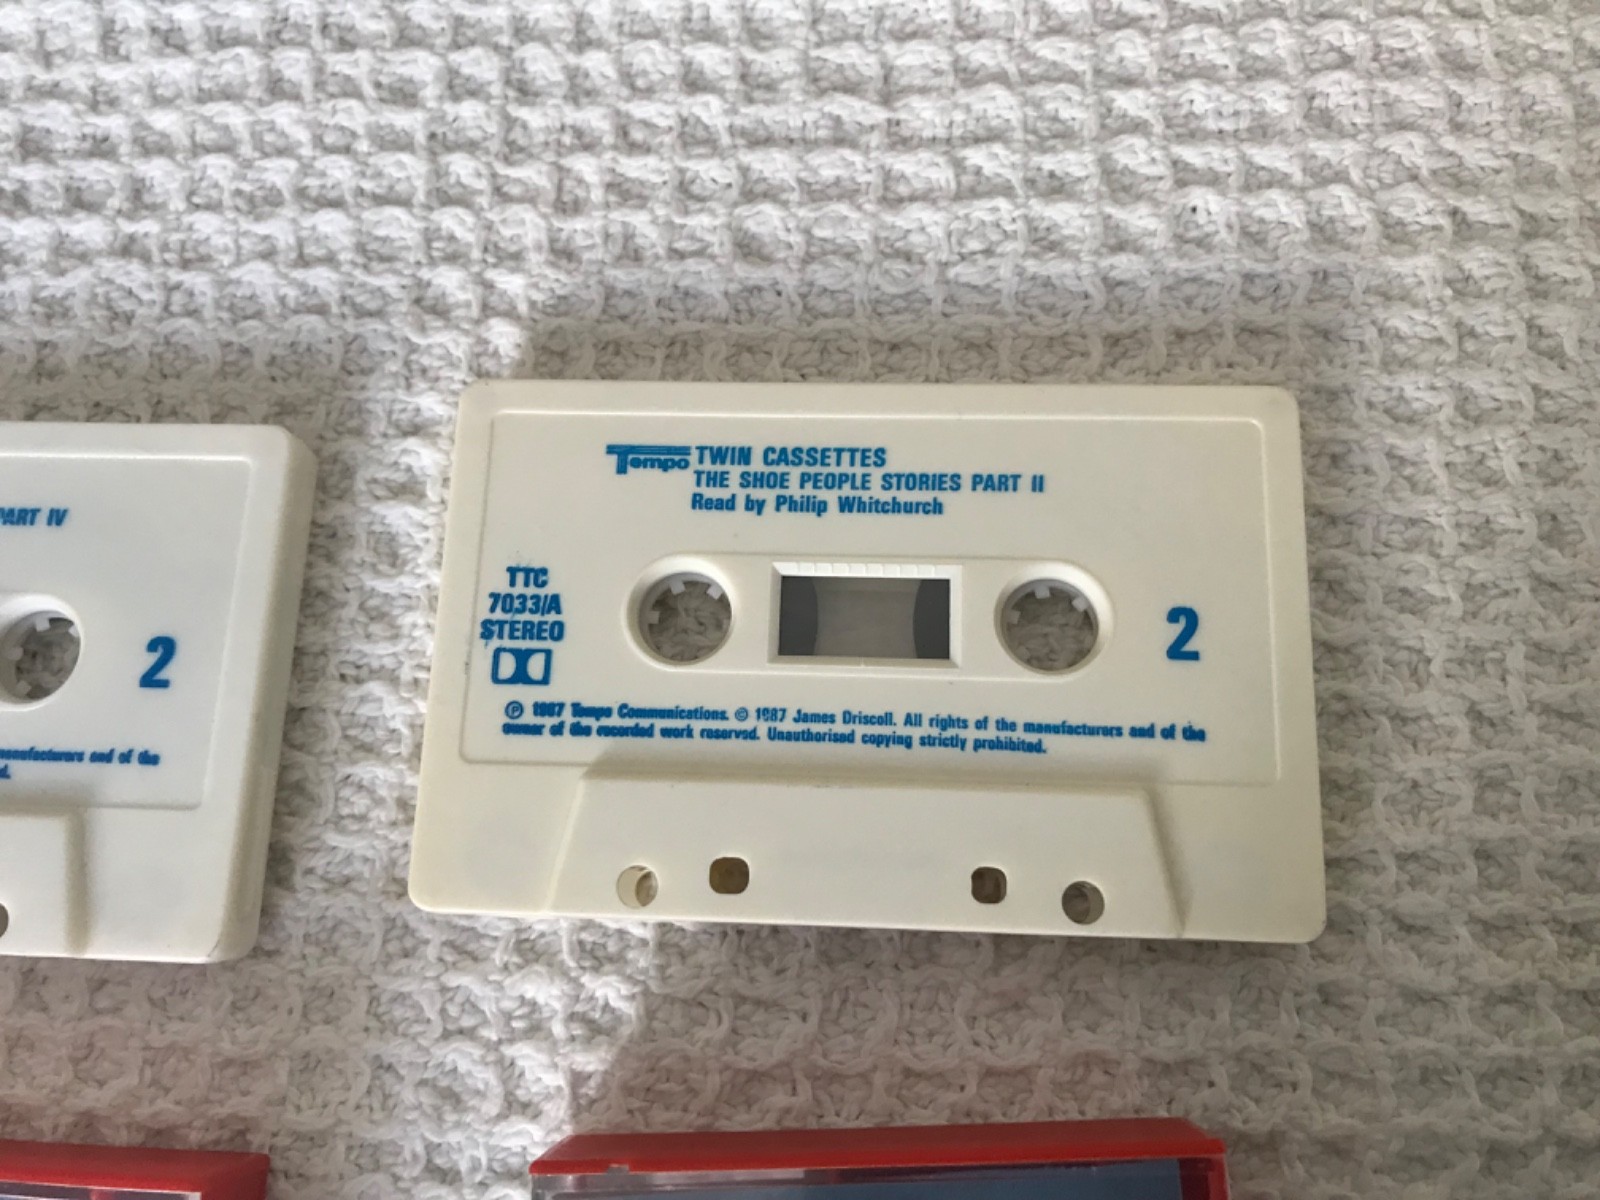 PART IV
2
manufacturers and of the
Tempo TWIN CASSETTES
THE SHOE PEOPLE STORIES PART II
Read by Philip Whitchurch
TTC
7033/A
STEREO
2
Ⓟ 1987 Tempo Communications. © 1987 James Driscoll. All rights of the manufacturers and of the
owner of the recorded work reserved. Unauthorised copying strictly prohibited.